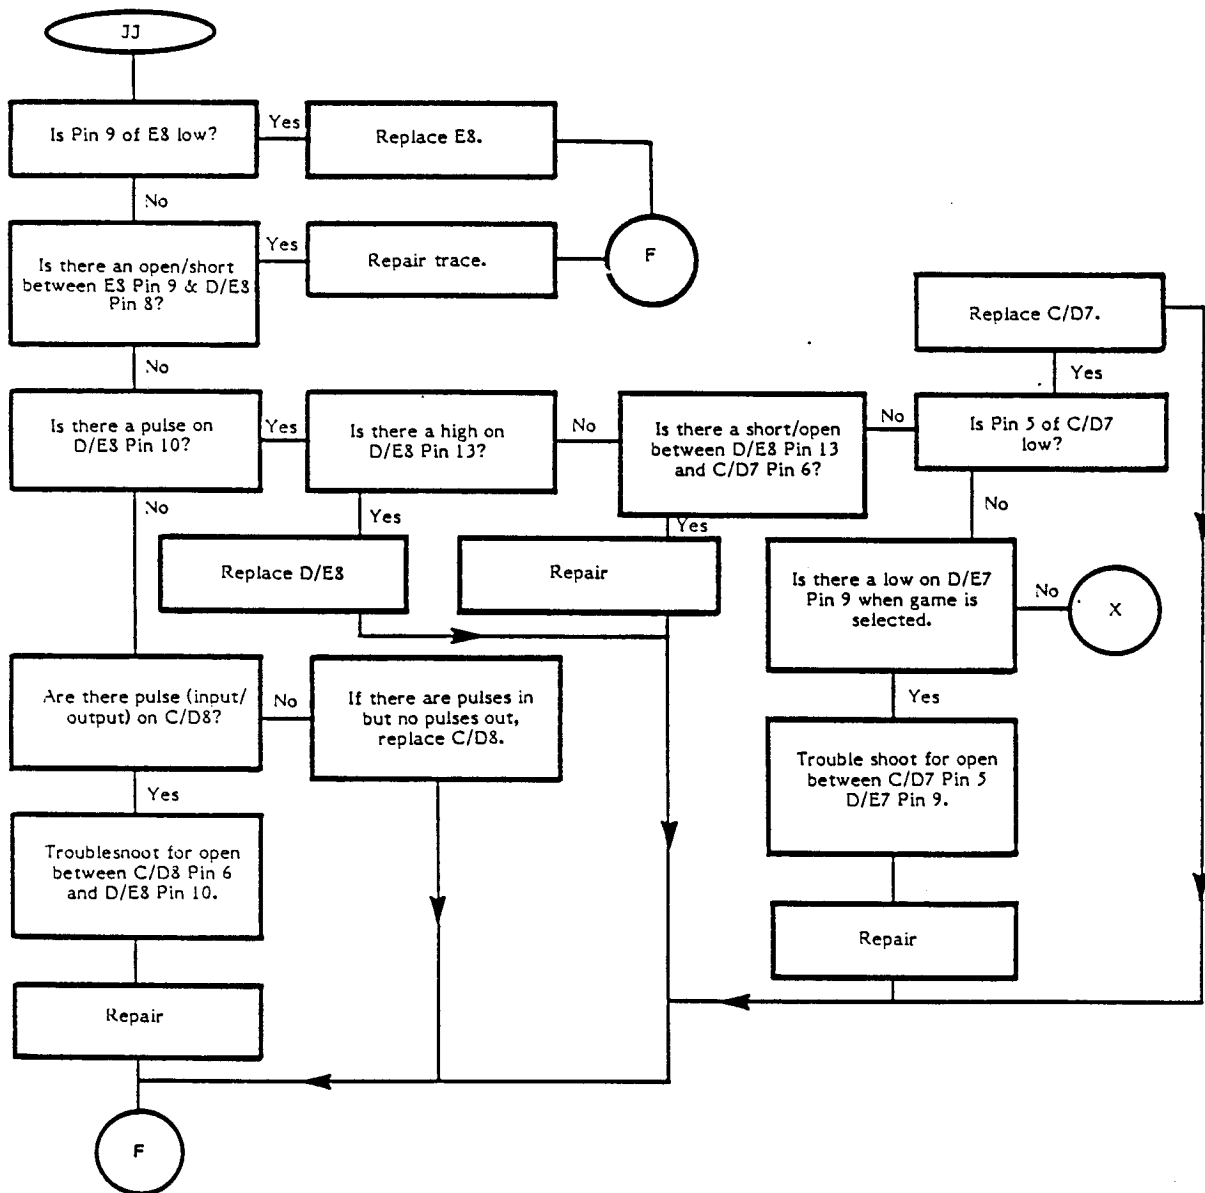 JJ
Is Pin 9 of E8 low?
Yes
Replace E8.
No
Is there an open/short
between E8 Pin 9 & D/E8
Pin 8?
Yes
Repair trace.
F
No
Is there a pulse on
D/E8 Pin 10?
Yes
Is there a high on
D/E8 Pin 13?
No
Is there a short/open
between D/E8 Pin 13
and C/D7 Pin 6?
No
Is Pin 5 of C/D7
low?
Yes
Replace C/D7.
No
Yes
Replace D/E8
Yes
Repair
No
Is there a low on D/E7
Pin 9 when game is
selected.
No
X
Are there pulse (input/
output) on C/D8?
No
If there are pulses in
but no pulses out,
replace C/D8.
Yes
Trouble shoot for open
between C/D7 Pin 5
D/E7 Pin 9.
Yes
Troublesnoot for open
between C/D8 Pin 6
and D/E8 Pin 10.
Repair
Repair
F